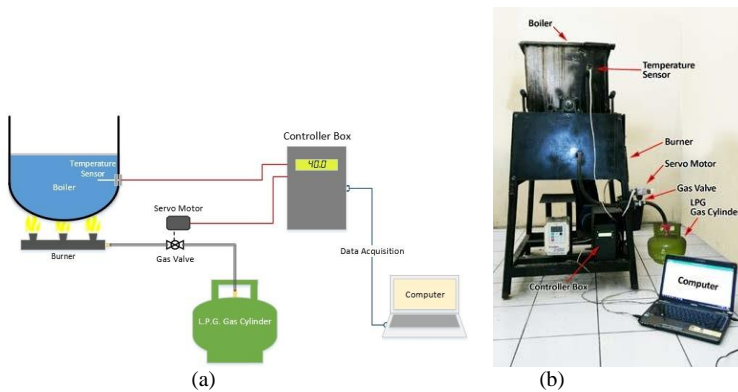 Temperature
Sensor
Boiler
Burner
Servo Motor
Gas Valve
L.P.G. Gas Cylinder
Controller Box
40.0
Data Acquisition
Computer
(a)
Boiler
Temperature
Sensor
Burner
Servo Motor
Gas Valve
LPG
Gas Cylinder
Controller Box
Computer
(b)